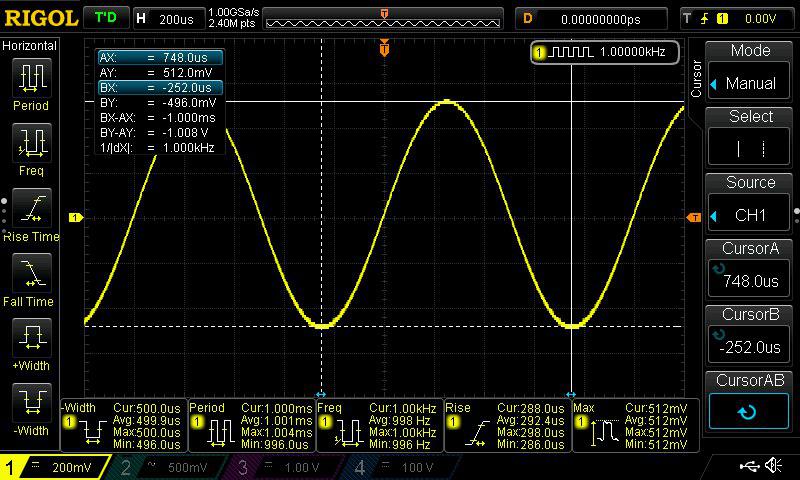 RIGOL T'D H 200us 1.00GSa/s 2.40M pts T D 0.00000000ps T 1 0.00V
Horizontal
Period
Freq
Rise Time
Fall Time
+Width
-Width
T
1 1.00000kHz
AX: = 748.0us
AY: = 512.0mV
BX: = -252.0us
BY: = -496.0mV
BX-AX: = -1.000ms
BY-AY: = -1.008 V
1/|dX|: = 1.000kHz
1
T
Cursor
Mode
Manual
Select
Source
CH1
CursorA
748.0us
CursorB
-252.0us
CursorAB
-Width 1 Cur:500.0us
Avg:499.9us
Max:500.0us
Min: 496.0us
Period 1 Cur:1.000ms
Avg:1.001ms
Max:1.004ms
Min: 996.0us
Freq 1 Cur:1.00kHz
Avg:998 Hz
Max:1.00kHz
Min: 996 Hz
Rise 1 Cur:288.0us
Avg:292.4us
Max:298.0us
Min: 286.0us
Max 1 Cur:512mV
Avg:512mV
Max:512mV
Min: 512mV
1 200mV 2 500mV 3 1.00 V 4 100 V